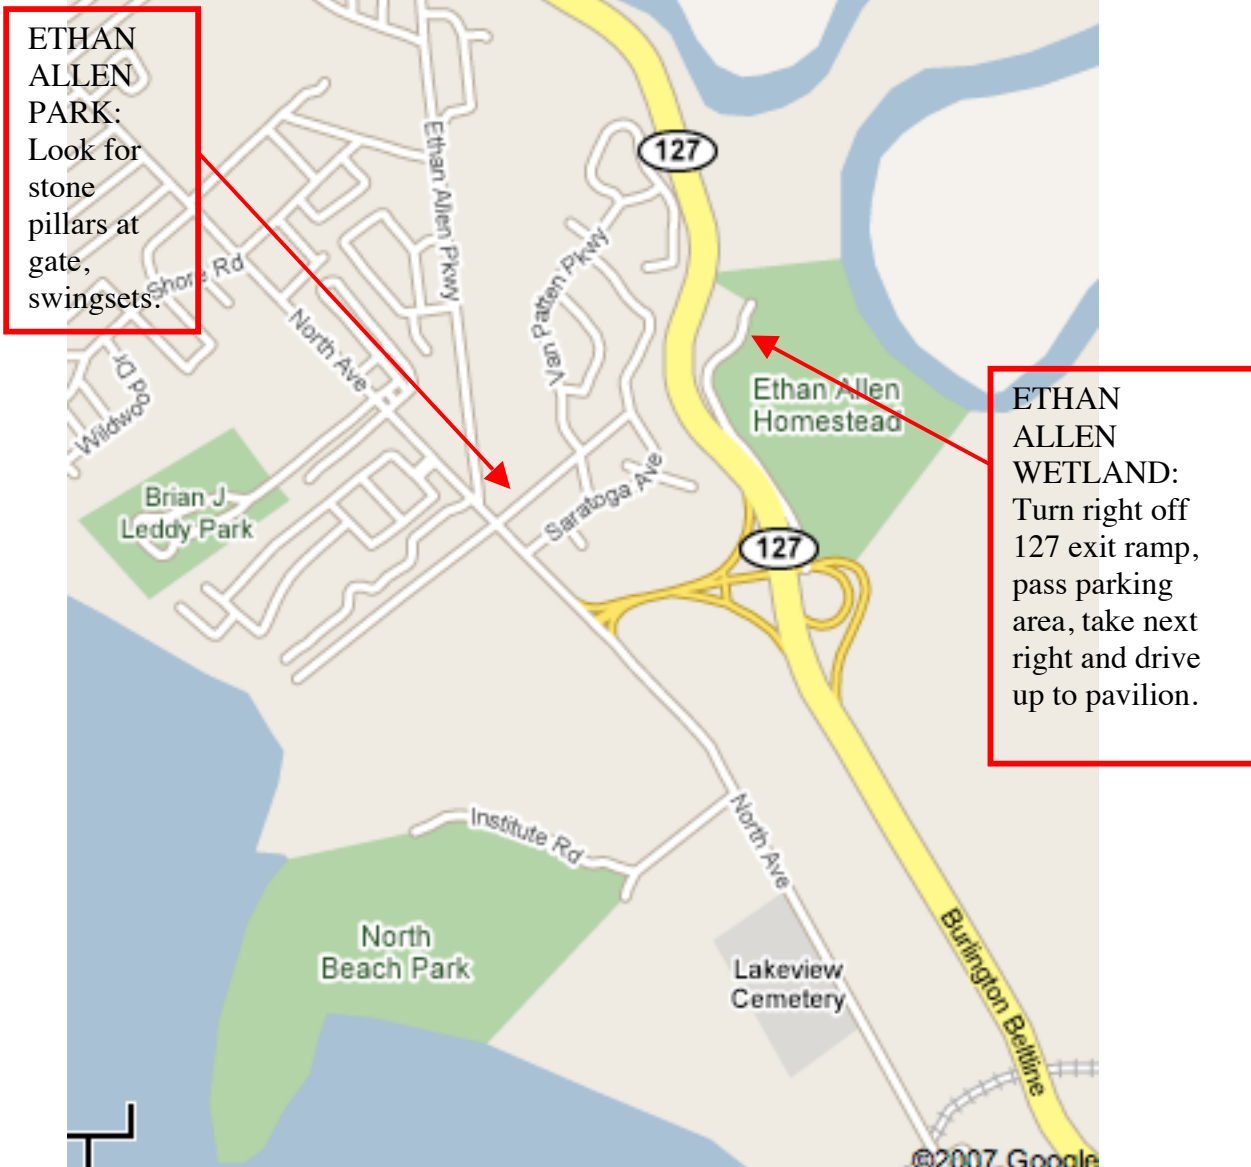 ETHAN
ALLEN
PARK:
Look for
stone
pillars at
gate,
swingsets.
127
Ethan Allen Pkwy
Van Patten Pkwy
Shore Rd
North Ave
Wildwood Dr
Ethan Allen
Homestead
ETHAN
ALLEN
WETLAND:
Turn right off
127 exit ramp,
pass parking
area, take next
right and drive
up to pavilion.
Brian J
Leddy Park
Saratoga Ave
127
Institute Rd
North Ave
North
Beach Park
Lakeview
Cemetery
Burlington Beltline
©2007 Google